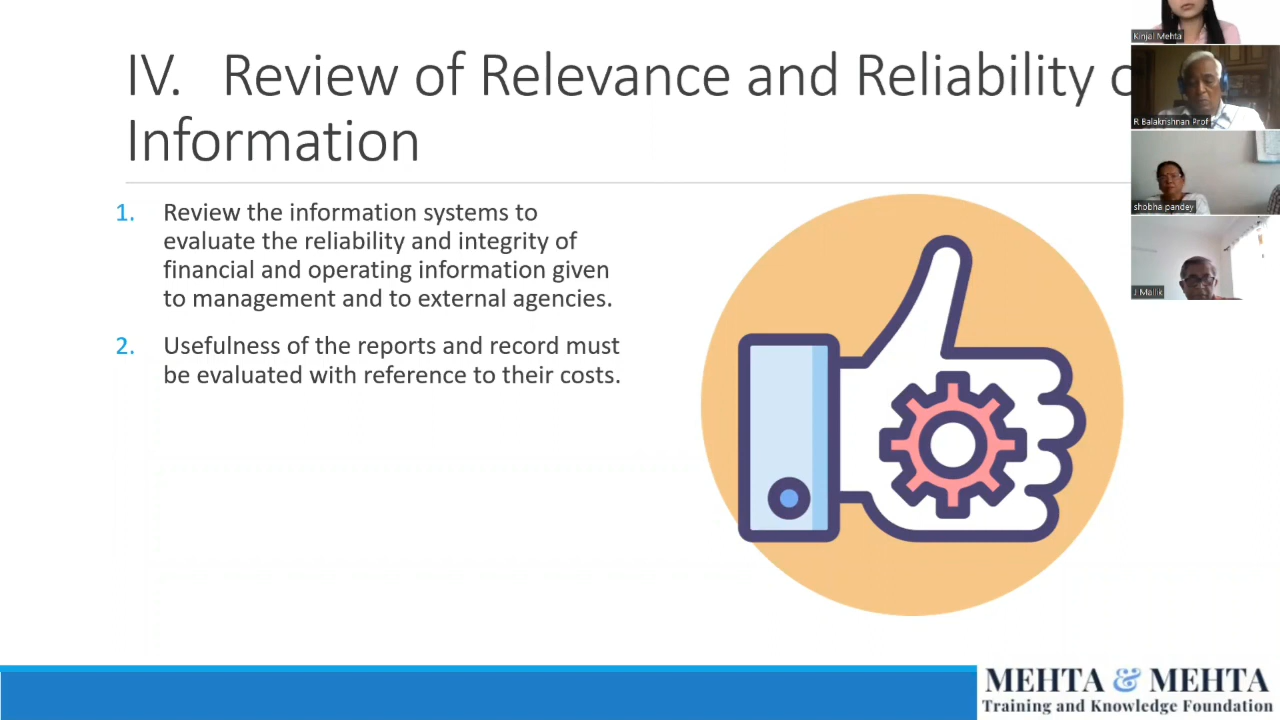 IV. Review of Relevance and Reliability
Information
1. Review the information systems to
evaluate the reliability and integrity of
financial and operating information given
to management and to external agencies.
2. Usefulness of the reports and record must
be evaluated with reference to their costs.
Kinjal Mehta
R Balakrishnan Prof
shobha pandey
J Mallik
MEHTA & MEHTA
Training and Knowledge Foundation